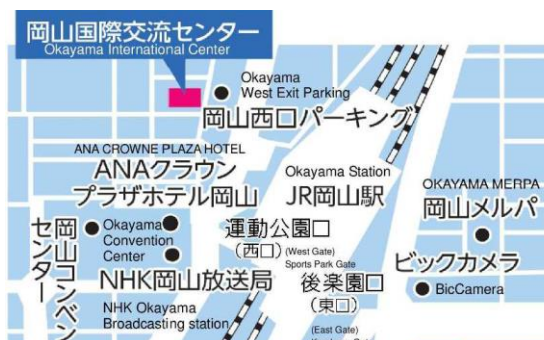 岡山国際交流センター
Okayama International Center
Okayama
West Exit Parking
岡山西口パーキング
ANA CROWNE PLAZA HOTEL
ANAクラウン
プラザホテル岡山
Okayama Station
JR岡山駅
OKAYAMA MERPA
岡山メルパ
岡山コンベン
センター
Okayama
Convention
Center
運動公園口
(西口)
(West Gate)
Sports Park Gate
ビックカメラ
BicCamera
NHK岡山放送局
NHK Okayama
Broadcasting station
後楽園口
(東口)
(East Gate)